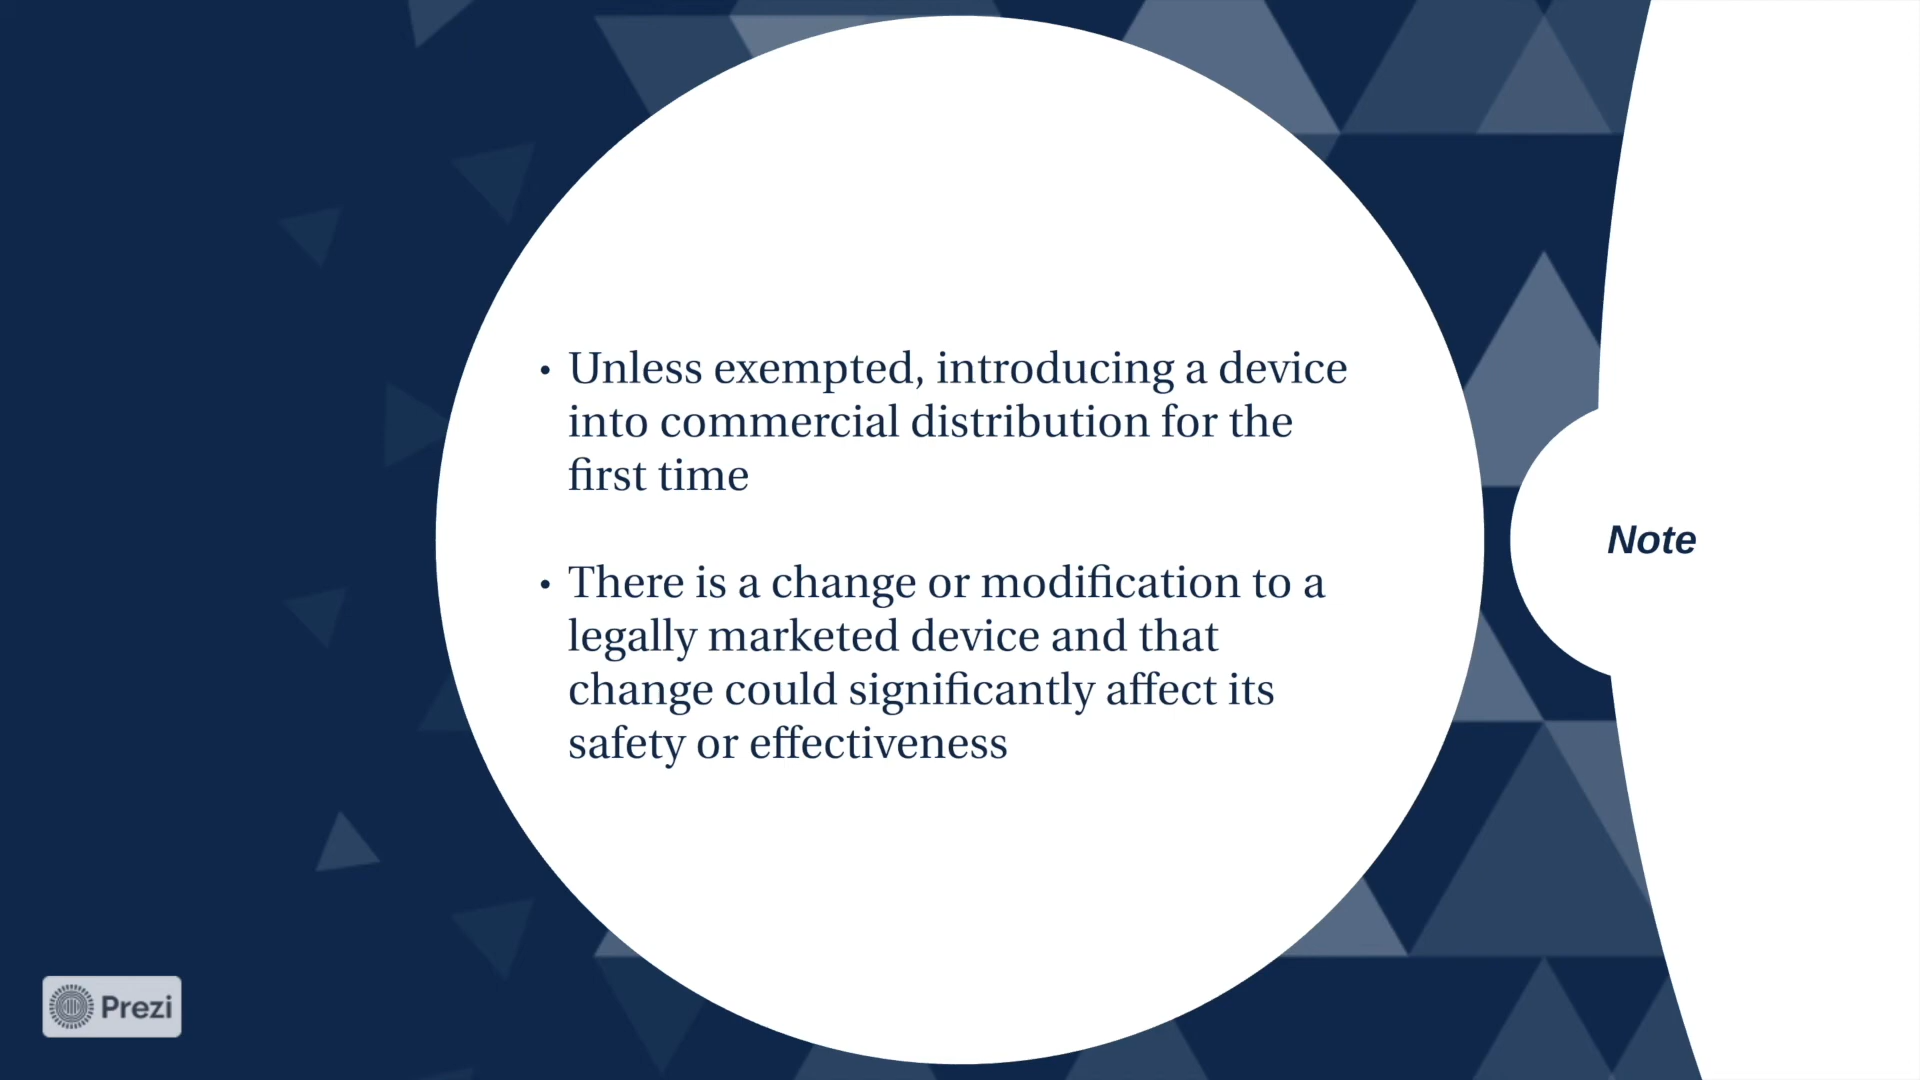 • Unless exempted, introducing a device
into commercial distribution for the
first time
• There is a change or modification to a
legally marketed device and that
change could significantly affect its
safety or effectiveness
Note
Prezi